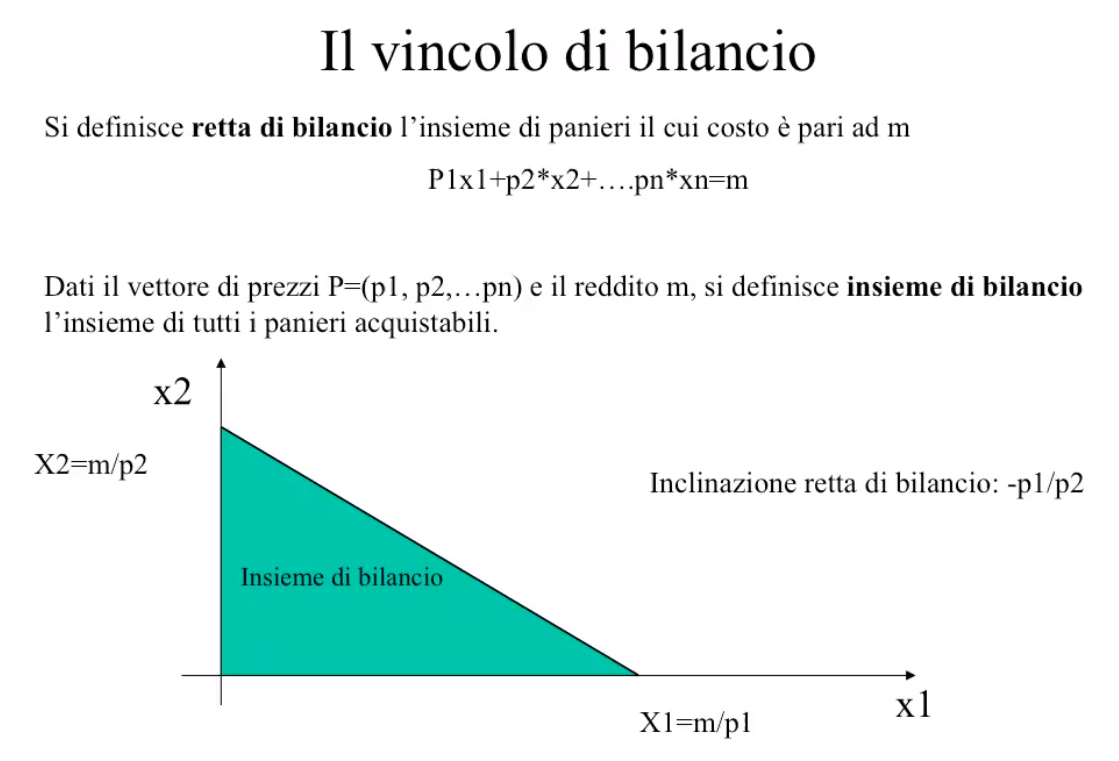 Il vincolo di bilancio
Si definisce retta di bilancio l’insieme di panieri il cui costo è pari ad m
P1x1+p2*x2+….pn*xn=m
Dati il vettore di prezzi P=(p1, p2,…pn) e il reddito m, si definisce insieme di bilancio
l’insieme di tutti i panieri acquistabili.
x2
X2=m/p2
Inclinazione retta di bilancio: -p1/p2
Insieme di bilancio
x1
X1=m/p1